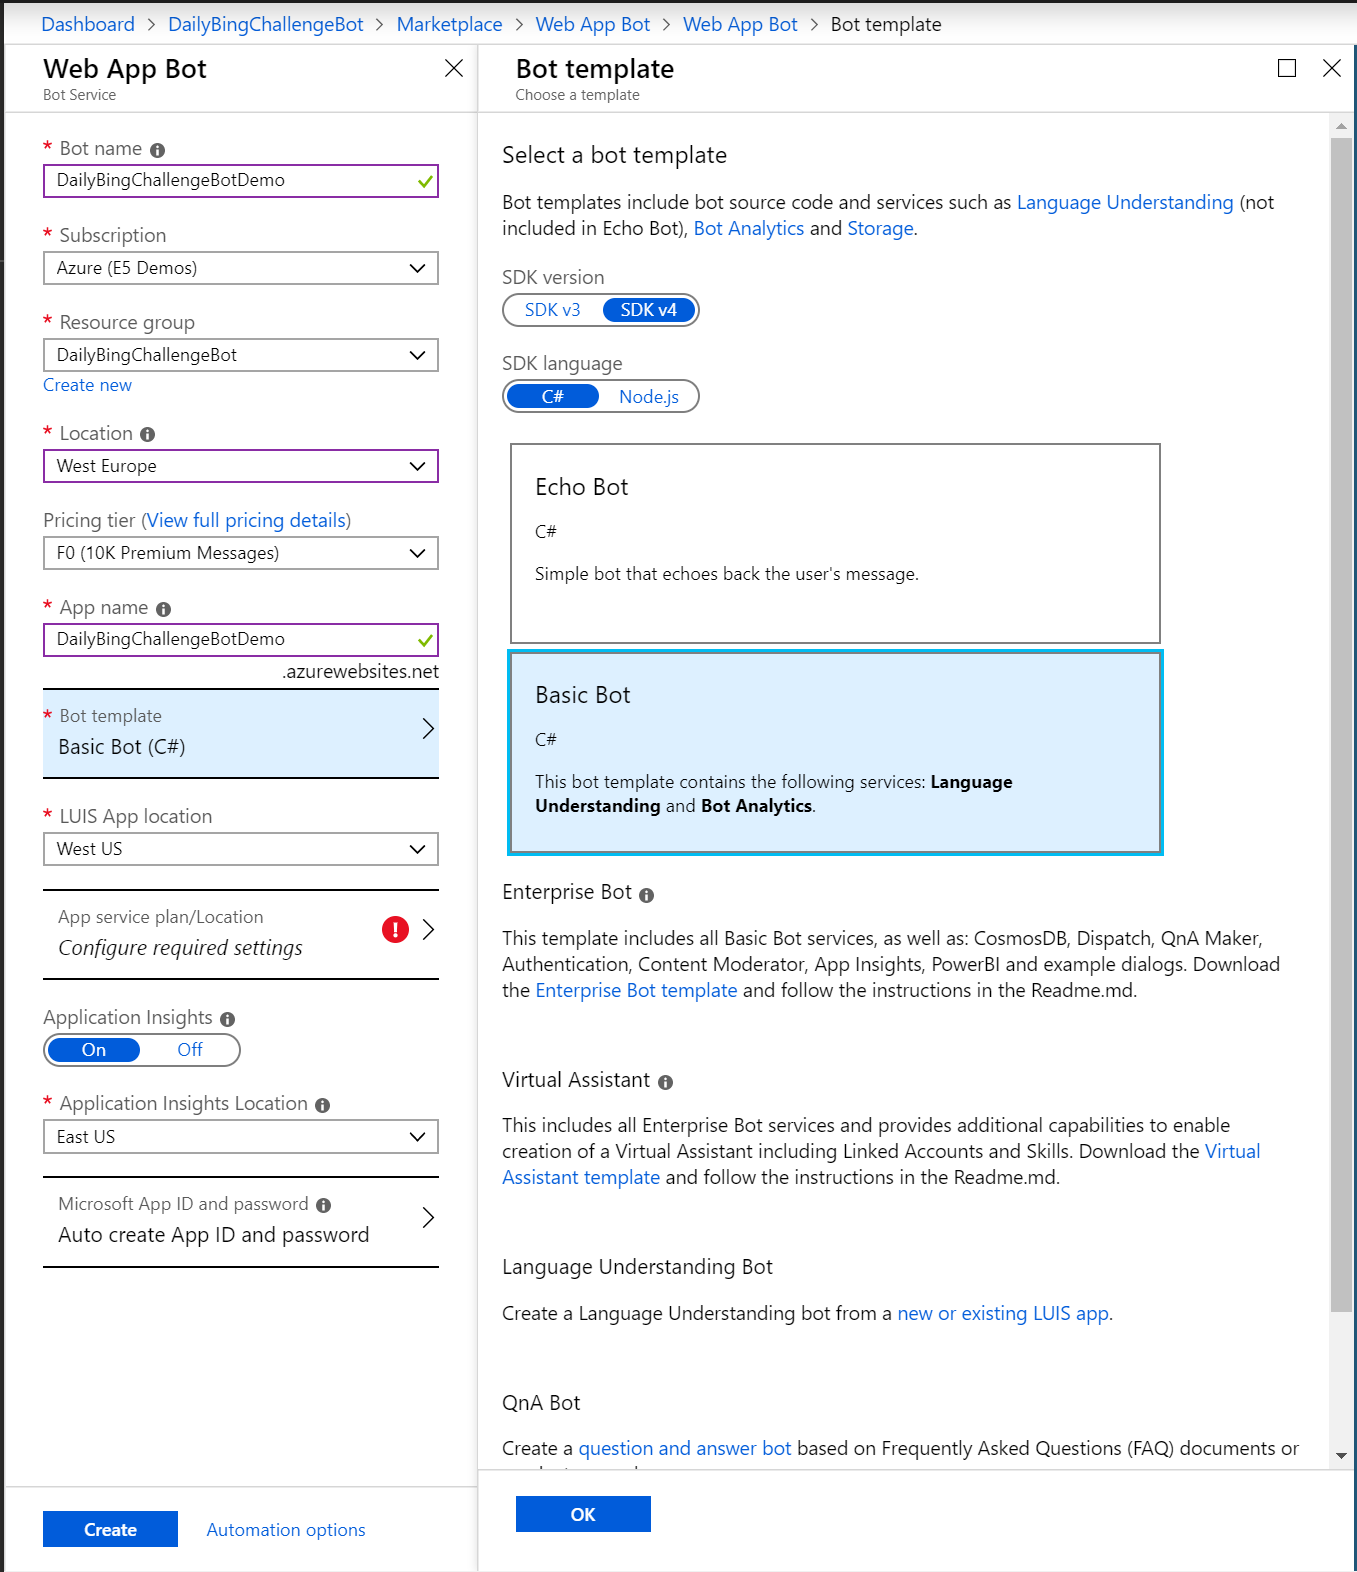 Dashboard > DailyBingChallengeBot > Marketplace > Web App Bot > Web App Bot > Bot template
Web App Bot
Bot Service
* Bot name
DailyBingChallengeBotDemo
* Subscription
Azure (E5 Demos)
* Resource group
DailyBingChallengeBot
Create new
* Location
West Europe
Pricing tier (View full pricing details)
F0 (10K Premium Messages)
* App name
DailyBingChallengeBotDemo
.azurewebsites.net
* Bot template
Basic Bot (C#)
* LUIS App location
West US
App service plan/Location
Configure required settings
Application Insights
On Off
* Application Insights Location
East US
Microsoft App ID and password
Auto create App ID and password
Create Automation options
Bot template
Choose a template
Select a bot template
Bot templates include bot source code and services such as Language Understanding (not
included in Echo Bot), Bot Analytics and Storage.
SDK version
SDK v3 SDK v4
SDK language
C# Node.js
Echo Bot
C#
Simple bot that echoes back the user's message.
Basic Bot
C#
This bot template contains the following services: Language
Understanding and Bot Analytics.
Enterprise Bot
This template includes all Basic Bot services, as well as: CosmosDB, Dispatch, QnA Maker,
Authentication, Content Moderator, App Insights, PowerBI and example dialogs. Download
the Enterprise Bot template and follow the instructions in the Readme.md.
Virtual Assistant
This includes all Enterprise Bot services and provides additional capabilities to enable
creation of a Virtual Assistant including Linked Accounts and Skills. Download the Virtual
Assistant template and follow the instructions in the Readme.md.
Language Understanding Bot
Create a Language Understanding bot from a new or existing LUIS app.
QnA Bot
Create a question and answer bot based on Frequently Asked Questions (FAQ) documents or
OK